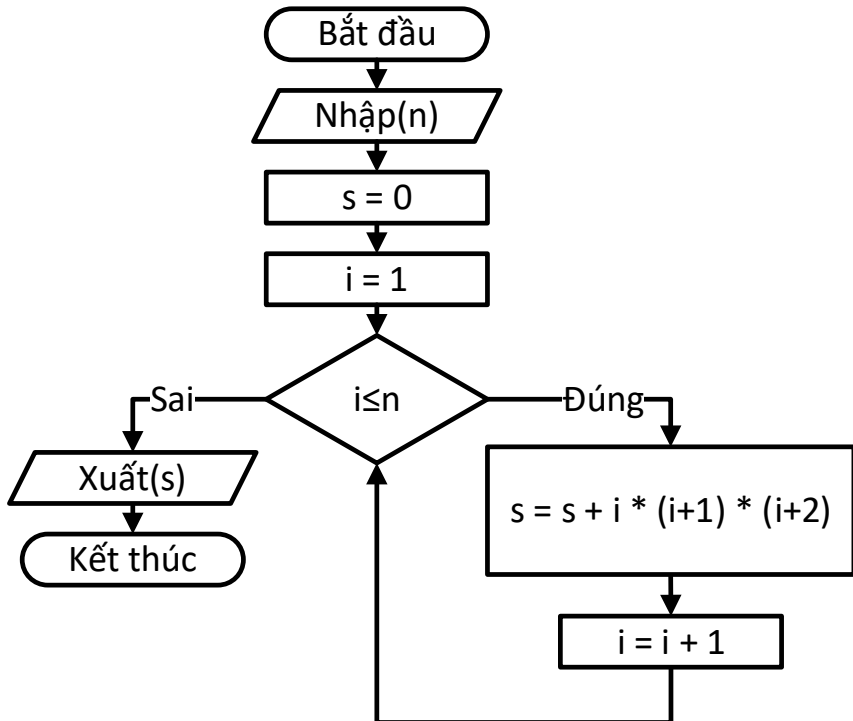 Bắt đầu
Nhập(n)
s = 0
i = 1
i≤n
Sai
Đúng
Xuất(s)
Kết thúc
s = s + i * (i+1) * (i+2)
i = i + 1